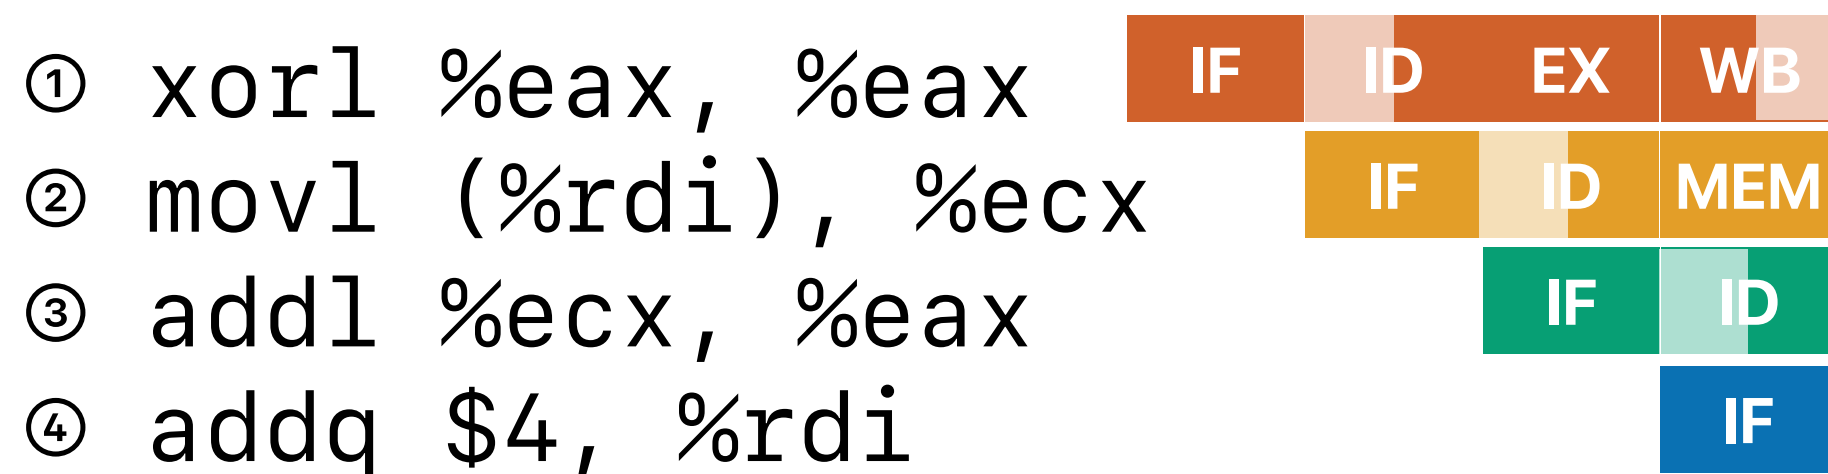 ① xorl %eax, %eax IF ID EX WB
② movl (%rdi), %ecx IF ID MEM
③ addl %ecx, %eax IF ID
④ addq $4, %rdi IF